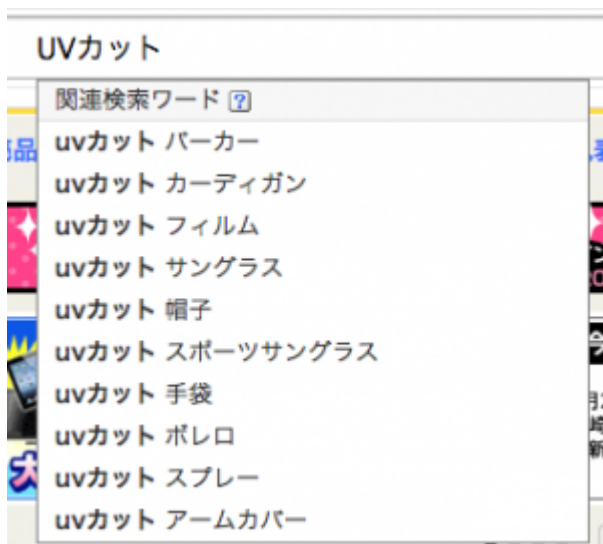 UVカット
関連検索ワード ?
uvカット パーカー
uvカット カーディガン
uvカット フィルム
uvカット サングラス
uvカット 帽子
uvカット スポーツサングラス
uvカット 手袋
uvカット ボレロ
uvカット スプレー
uvカット アームカバー
品
大